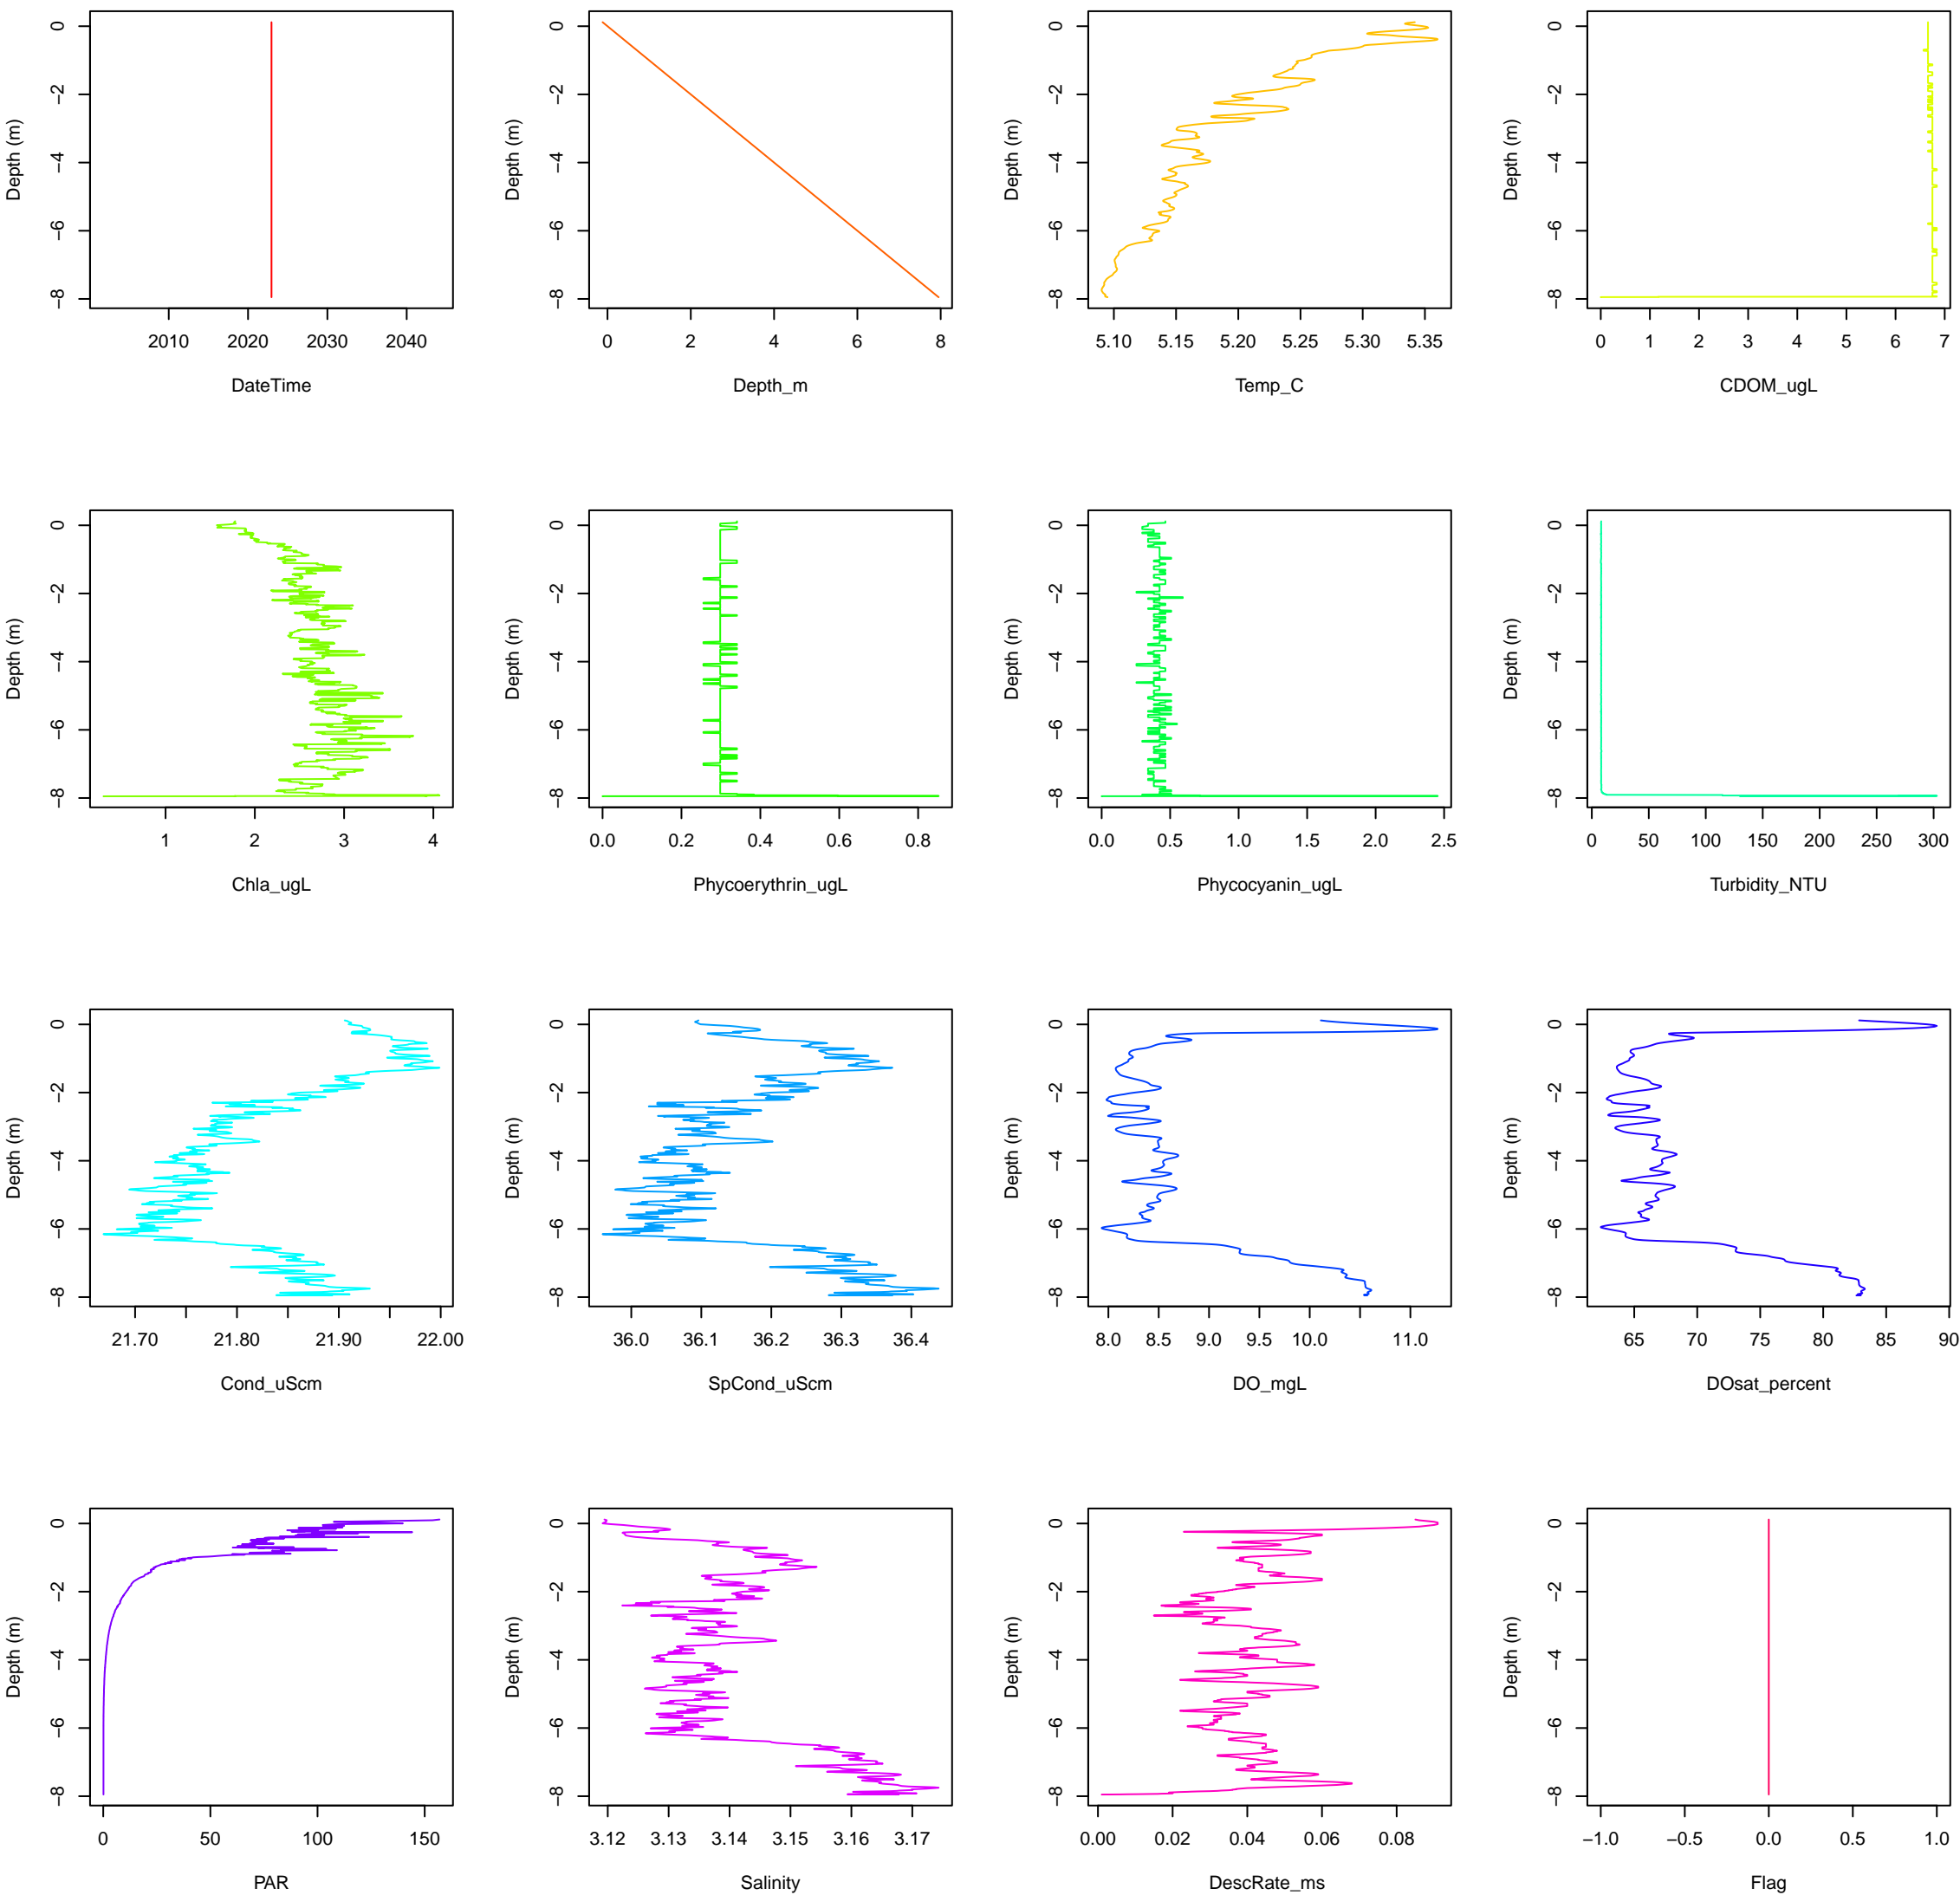 Depth (m)
0
−2
−4
−6
−8
2010 2020 2030 2040
DateTime
Depth (m)
0
−2
−4
−6
−8
0 2 4 6 8
Depth_m
Depth (m)
0
−2
−4
−6
−8
5.10 5.15 5.20 5.25 5.30 5.35
Temp_C
Depth (m)
0
−2
−4
−6
−8
0 1 2 3 4 5 6 7
CDOM_ugL
Depth (m)
0
−2
−4
−6
−8
1 2 3 4
Chla_ugL
Depth (m)
0
−2
−4
−6
−8
0.0 0.2 0.4 0.6 0.8
Phycoerythrin_ugL
Depth (m)
0
−2
−4
−6
−8
0.0 0.5 1.0 1.5 2.0 2.5
Phycocyanin_ugL
Depth (m)
0
−2
−4
−6
−8
0 50 100 150 200 250 300
Turbidity_NTU
Depth (m)
0
−2
−4
−6
−8
21.70 21.80 21.90 22.00
Cond_uScm
Depth (m)
0
−2
−4
−6
−8
36.0 36.1 36.2 36.3 36.4
SpCond_uScm
Depth (m)
0
−2
−4
−6
−8
8.0 8.5 9.0 9.5 10.0 11.0
DO_mgL
Depth (m)
0
−2
−4
−6
−8
65 70 75 80 85 90
DOsat_percent
Depth (m)
0
−2
−4
−6
−8
0 50 100 150
PAR
Depth (m)
0
−2
−4
−6
−8
3.12 3.13 3.14 3.15 3.16 3.17
Salinity
Depth (m)
0
−2
−4
−6
−8
0.00 0.02 0.04 0.06 0.08
DescRate_ms
Depth (m)
0
−2
−4
−6
−8
−1.0 −0.5 0.0 0.5 1.0
Flag